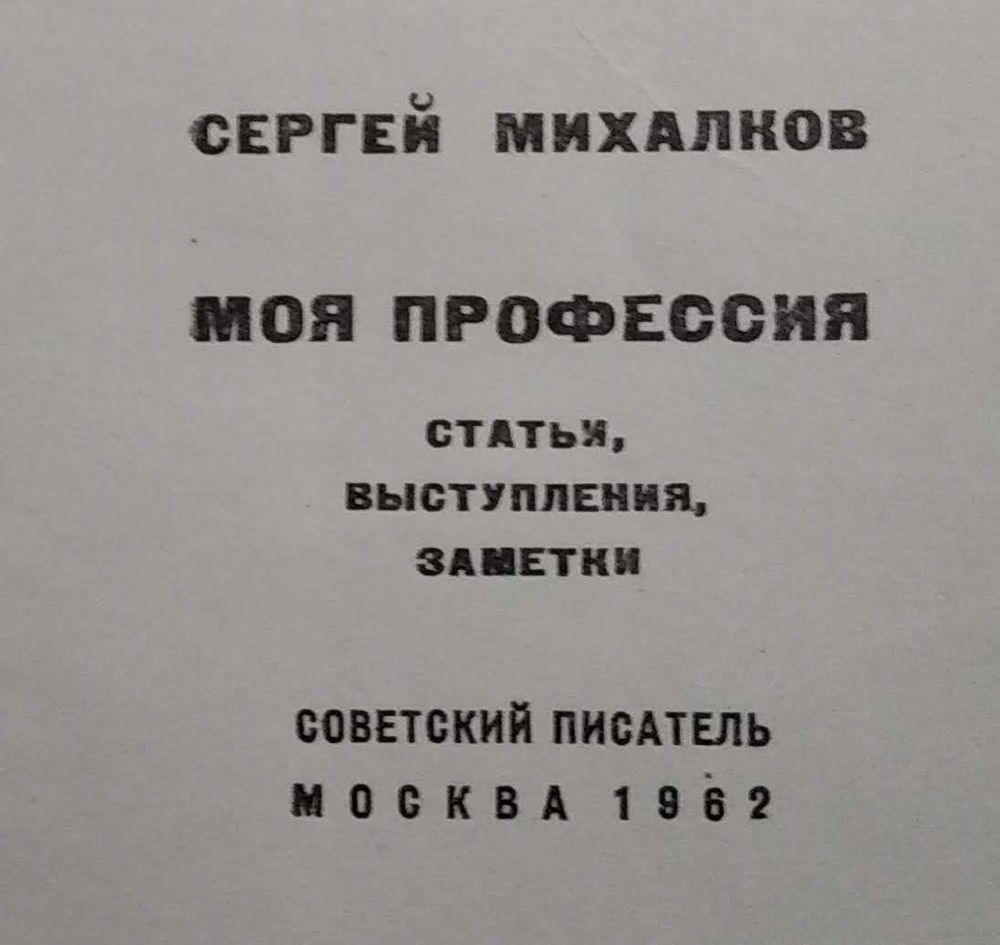 СЕРГЕЙ МИХАЛКОВ
МОЯ ПРОФЕССИЯ
СТАТЬИ,
ВЫСТУПЛЕНИЯ,
ЗАМЕТКИ
СОВЕТСКИЙ ПИСАТЕЛЬ
МОСКВА 1962